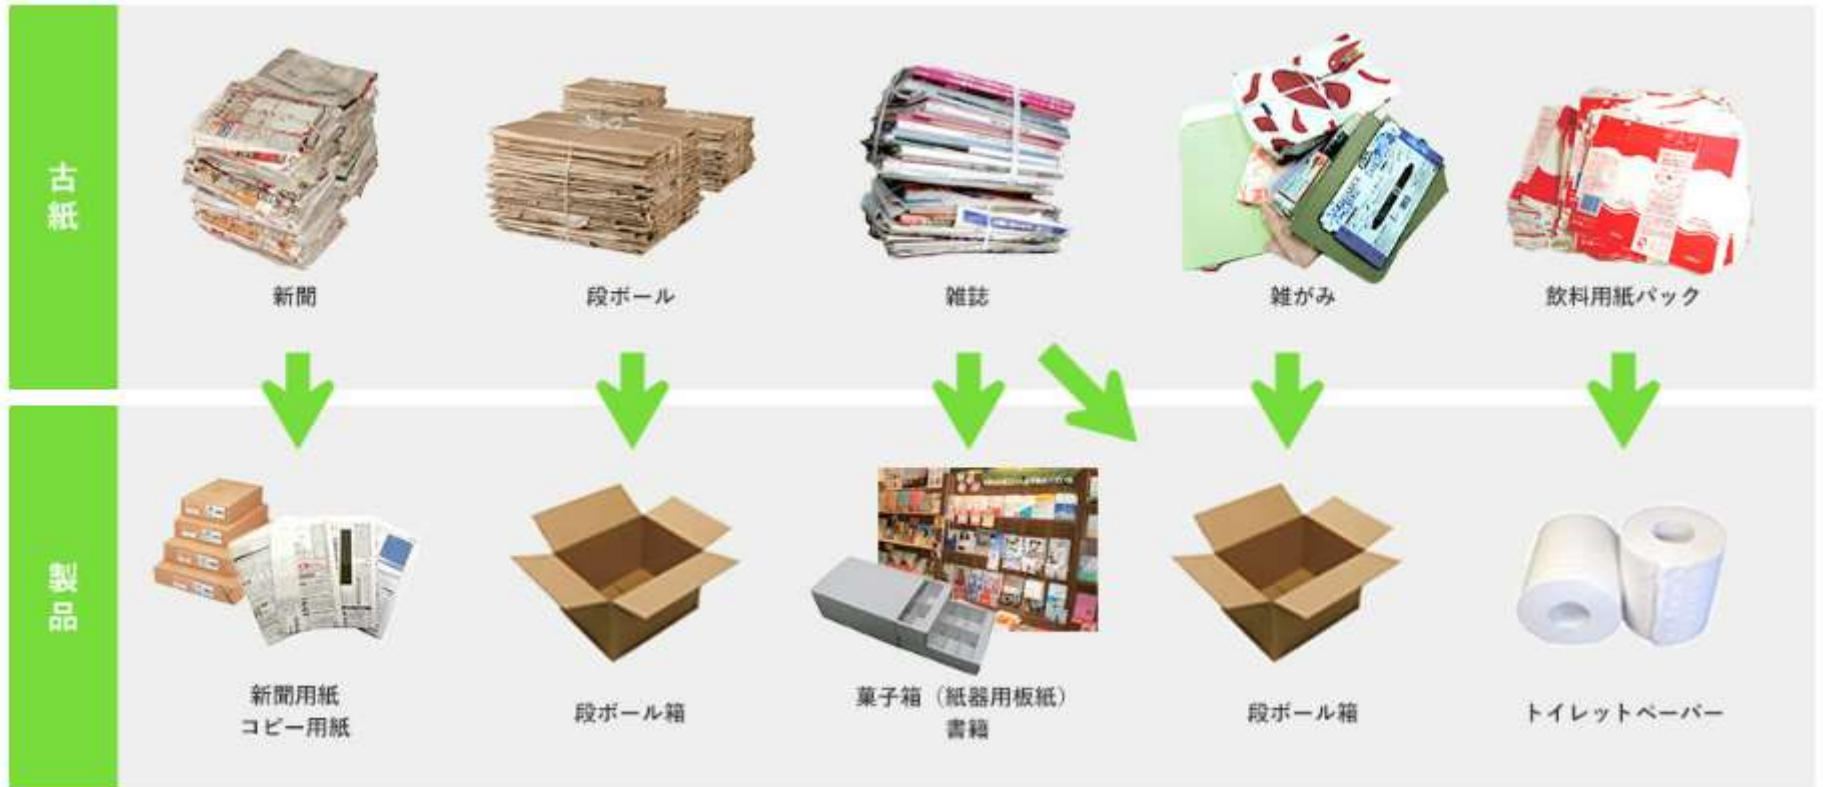 古紙
新聞
段ボール
雑誌
雑がみ
飲料用紙パック
製品
新聞用紙
コピー用紙
段ボール箱
菓子箱（紙器用板紙）
書籍
段ボール箱
トイレットペーパー